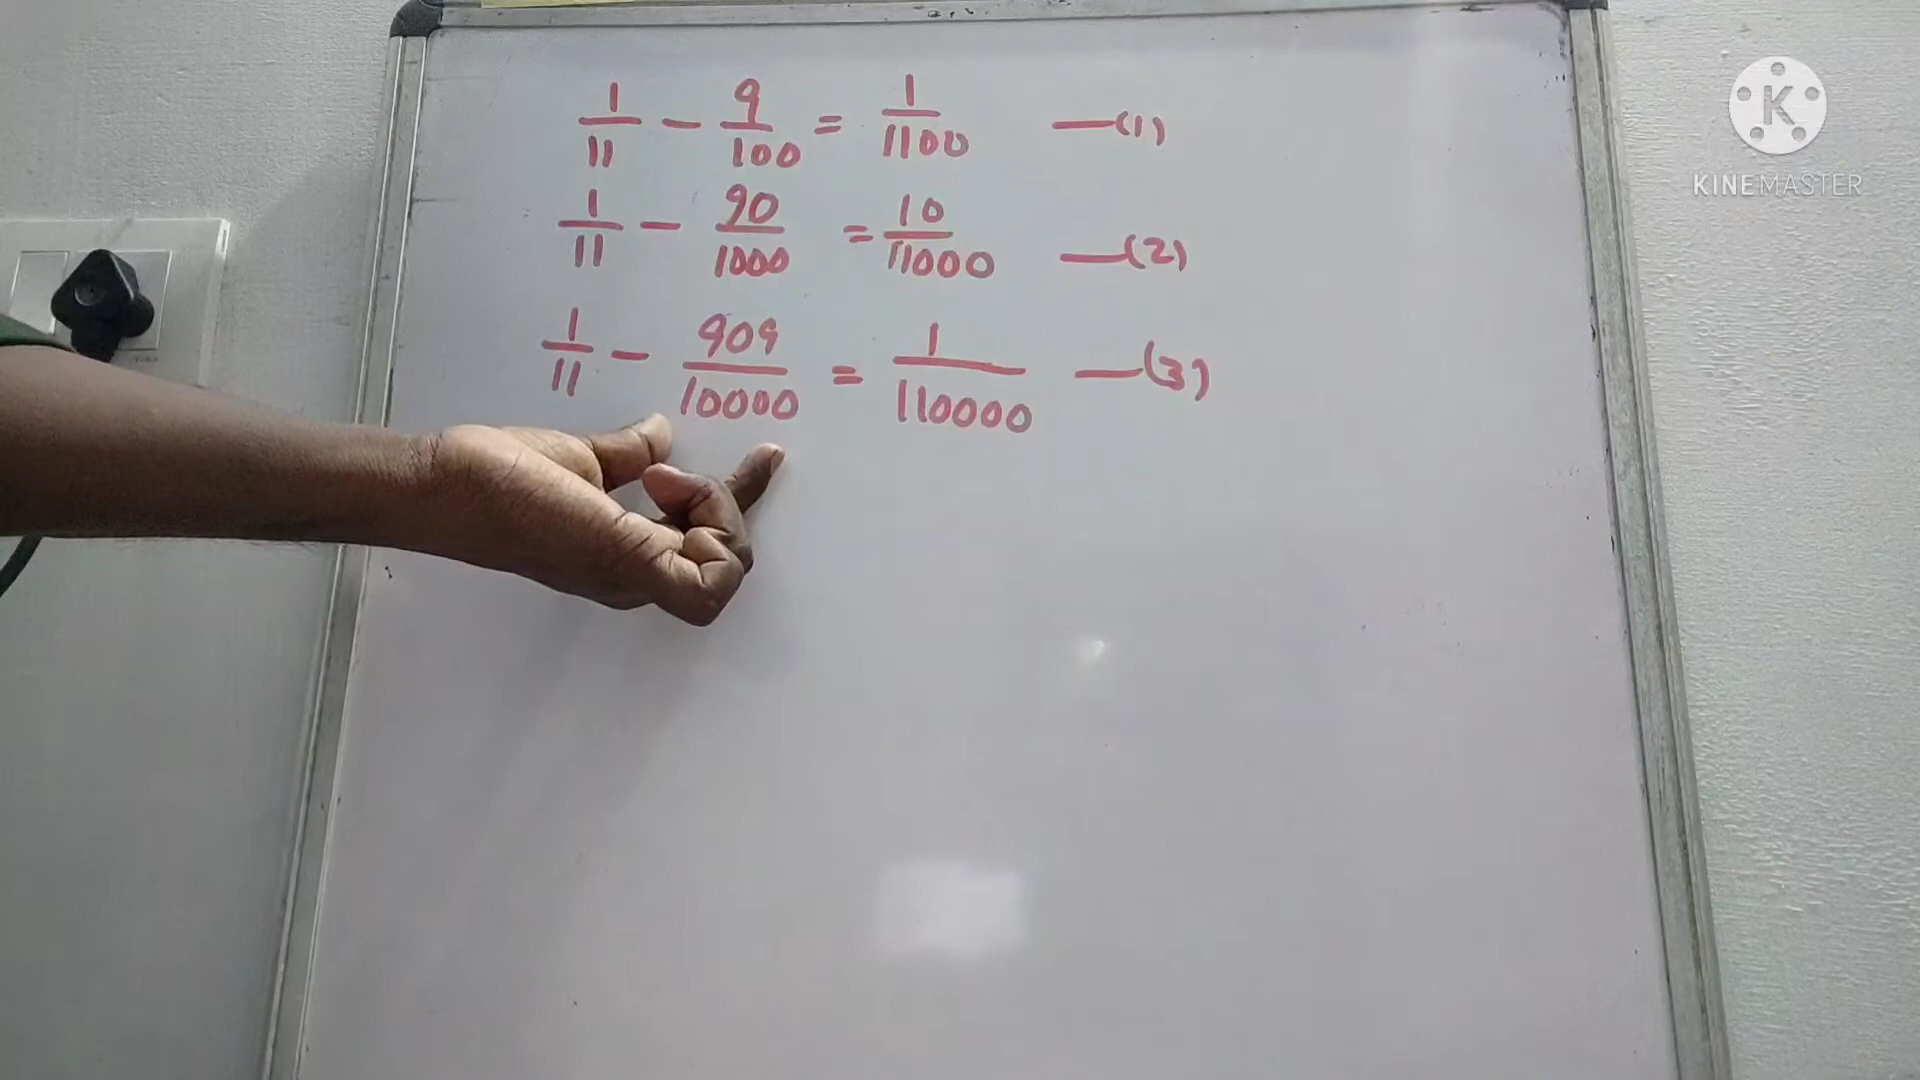 1/11 - 9/100 = 1/1100 —(1)
1/11 - 90/1000 = 10/11000 —(2)
1/11 - 909/10000 = 1/110000 —(3)
K
KINEMASTER